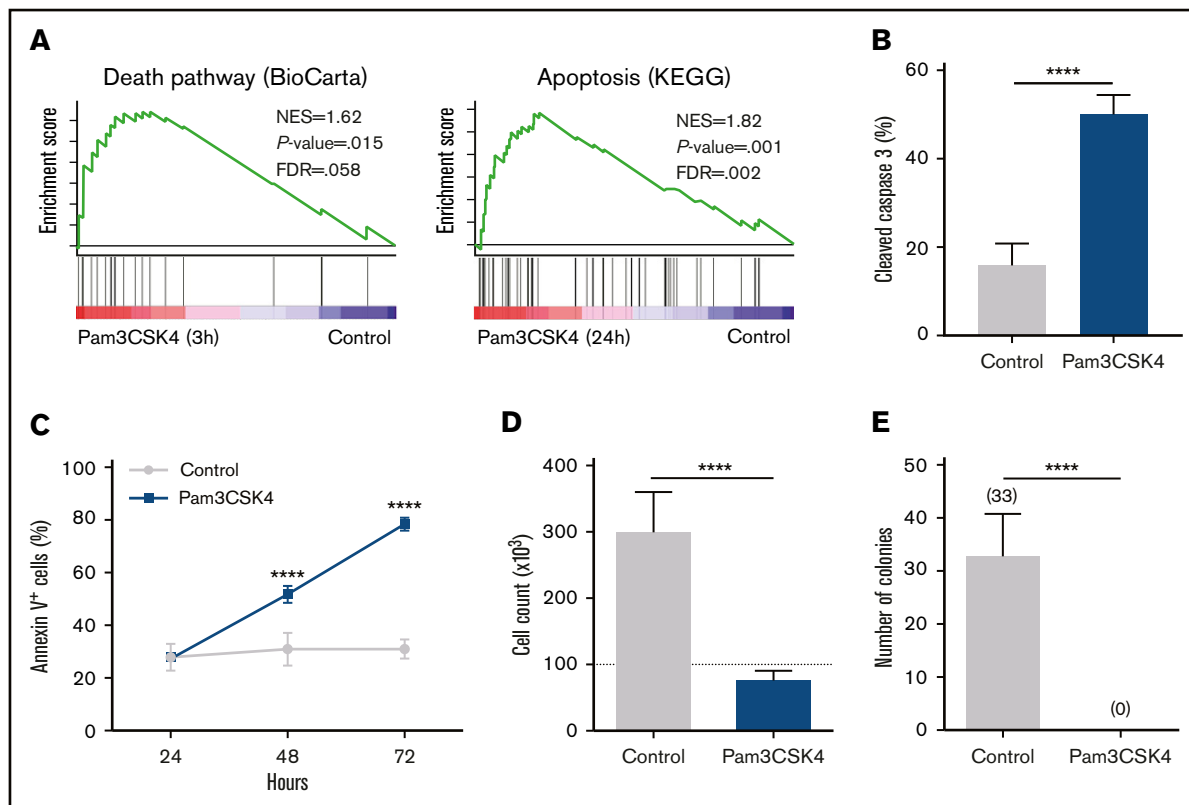 A
Death pathway (BioCarta)
Enrichment score
NES=1.62
P-value=.015
FDR=.058
Pam3CSK4 (3h)
Control
Apoptosis (KEGG)
Enrichment score
NES=1.82
P-value=.001
FDR=.002
Pam3CSK4 (24h)
Control
B
Cleaved caspase 3 (%)
60
40
20
0
****
Control
Pam3CSK4
C
Annexin V+ cells (%)
100
80
60
40
20
0
Control
Pam3CSK4
****
****
24
48
72
Hours
D
Cell count (x10³)
400
300
200
100
0
****
Control
Pam3CSK4
E
Number of colonies
50
40
30
20
10
0
****
(33)
(0)
Control
Pam3CSK4